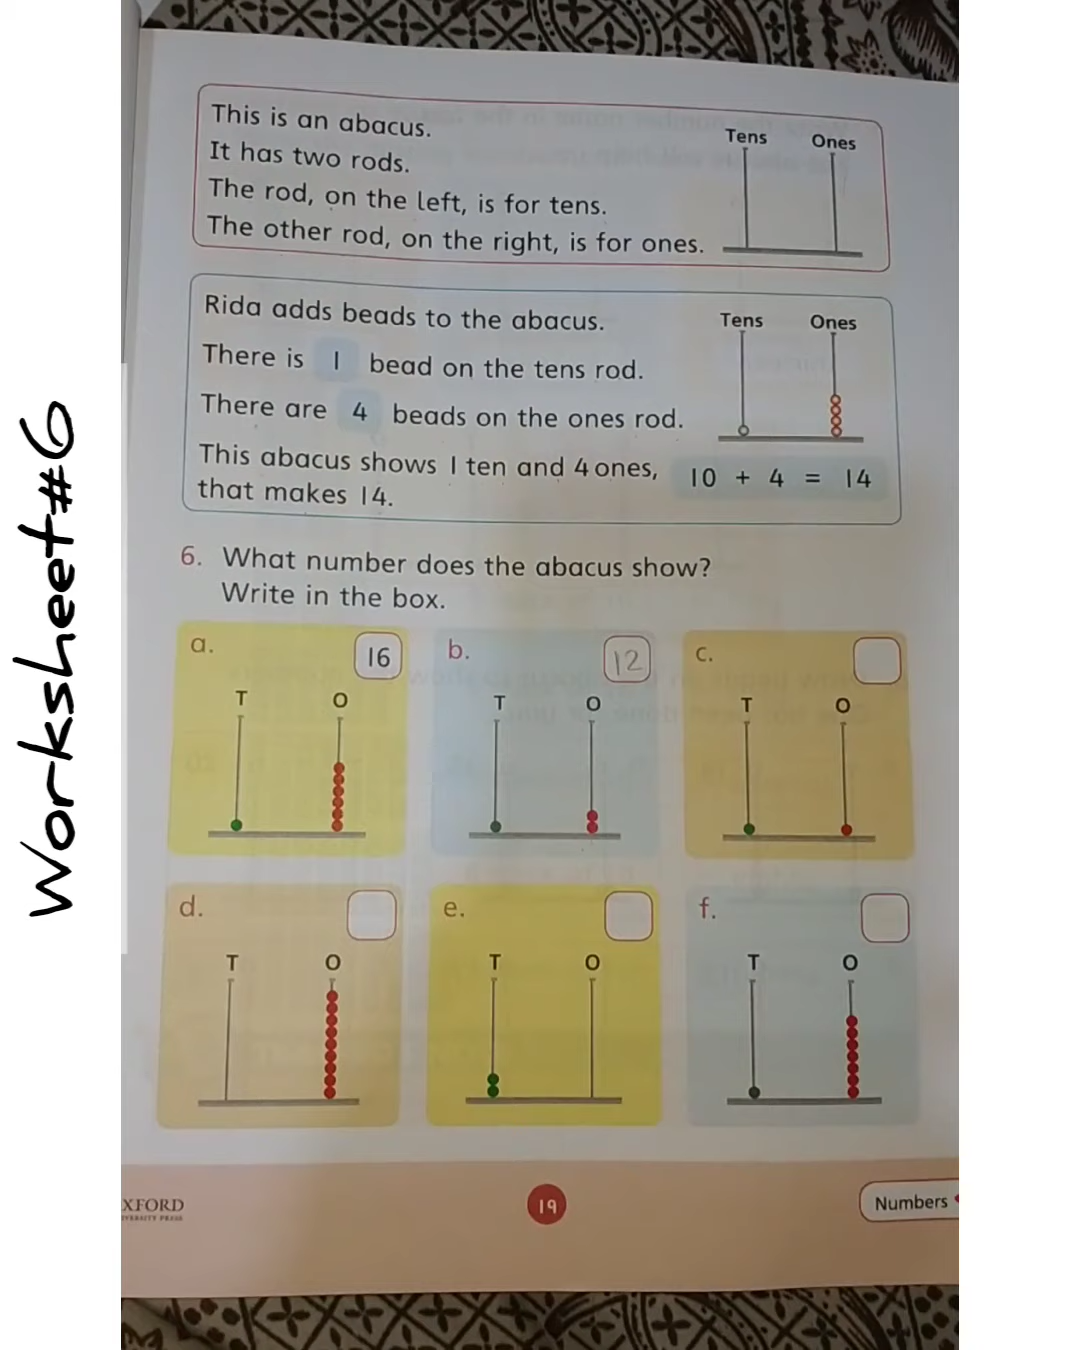 Worksheet#6
This is an abacus.
It has two rods.
The rod, on the left, is for tens.
The other rod, on the right, is for ones.
Tens Ones
Rida adds beads to the abacus.
There is 1 bead on the tens rod.
There are 4 beads on the ones rod.
This abacus shows 1 ten and 4 ones,
that makes 14.
Tens Ones
10 + 4 = 14
6. What number does the abacus show?
Write in the box.
a. 16
T O
b. 12
T O
c.
T O
d.
T O
e.
T O
f.
T O
XFORD
19
Numbers